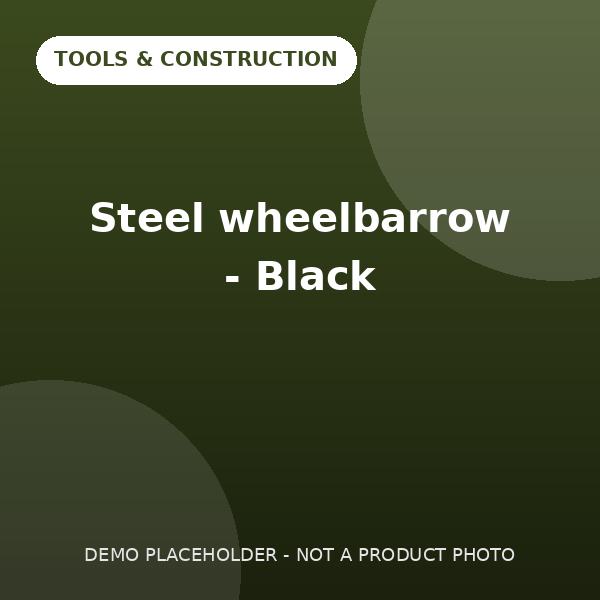 TOOLS & CONSTRUCTION
Steel wheelbarrow
- Black
DEMO PLACEHOLDER - NOT A PRODUCT PHOTO